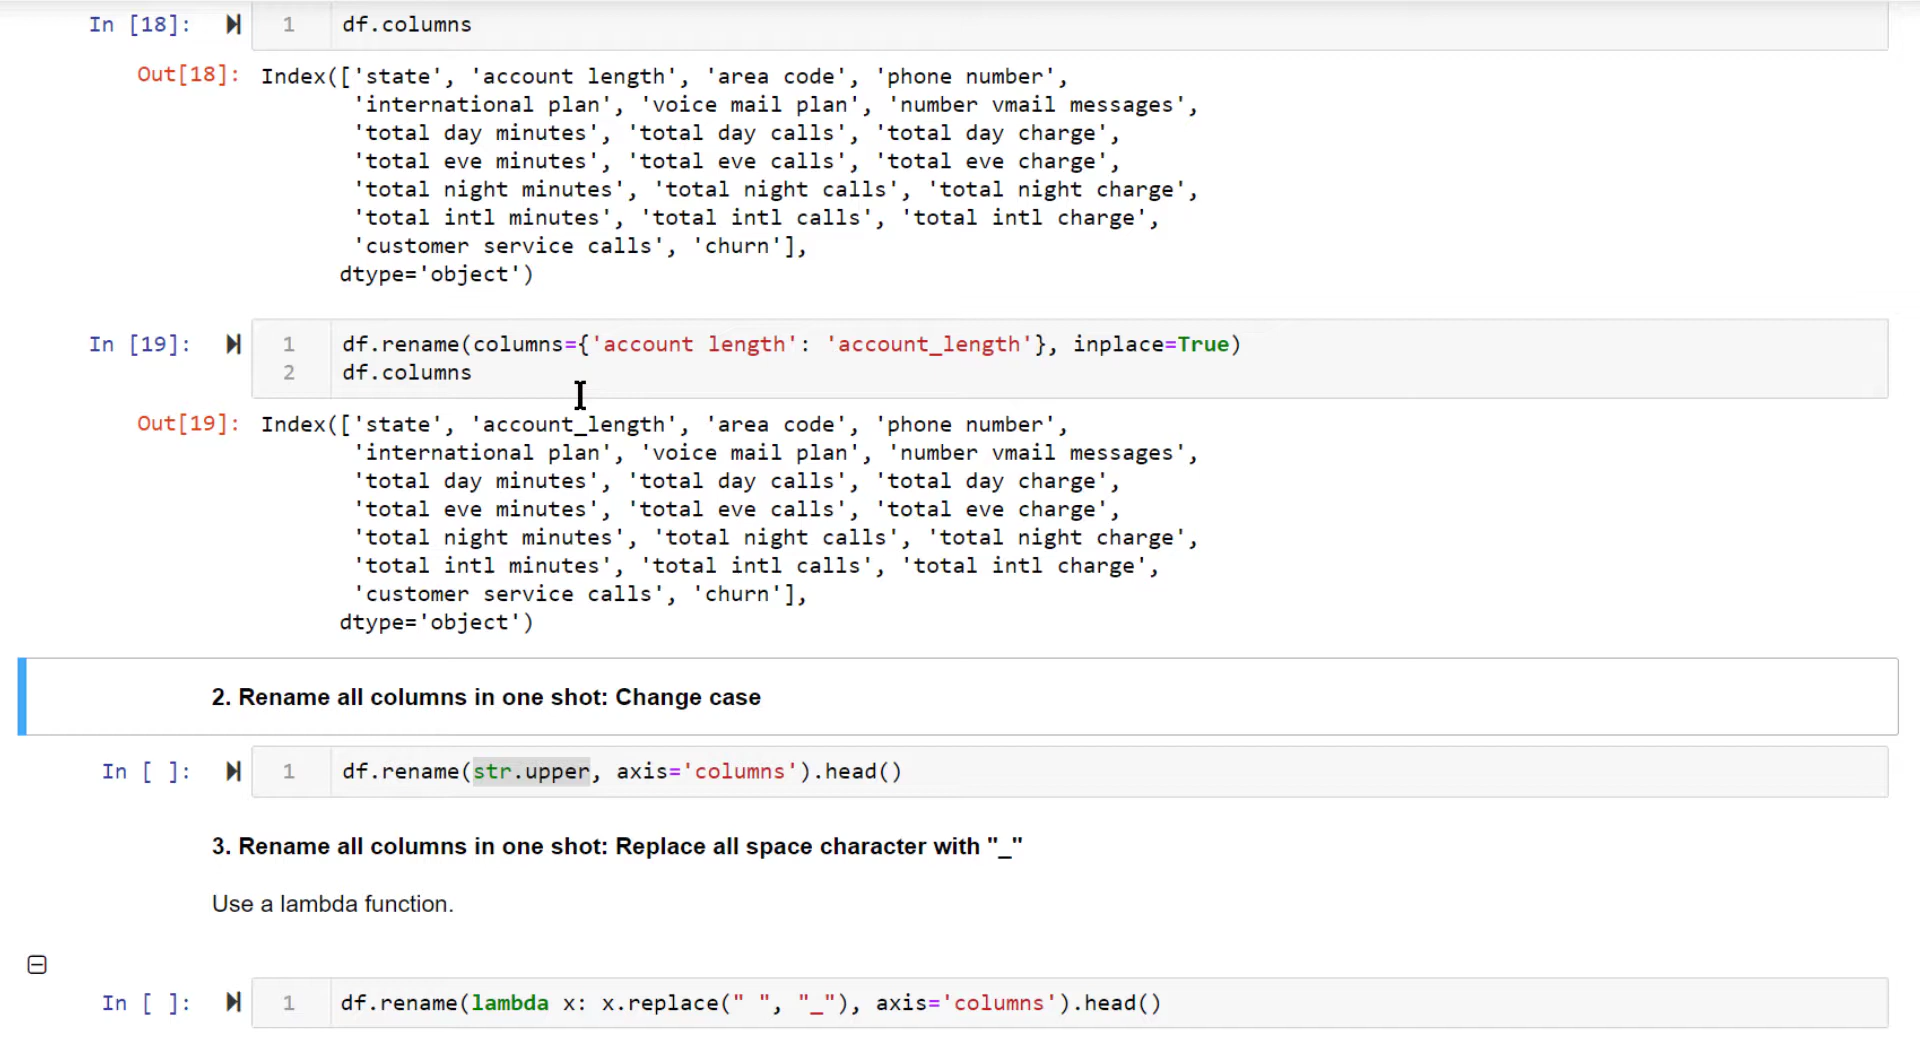 In [18]: 1 df.columns
Out[18]: Index(['state', 'account length', 'area code', 'phone number',
'international plan', 'voice mail plan', 'number vmail messages',
'total day minutes', 'total day calls', 'total day charge',
'total eve minutes', 'total eve calls', 'total eve charge',
'total night minutes', 'total night calls', 'total night charge',
'total intl minutes', 'total intl calls', 'total intl charge',
'customer service calls', 'churn'],
dtype='object')
In [19]: 1 df.rename(columns={'account length': 'account_length'}, inplace=True)
2 df.columns
Out[19]: Index(['state', 'account_length', 'area code', 'phone number',
'international plan', 'voice mail plan', 'number vmail messages',
'total day minutes', 'total day calls', 'total day charge',
'total eve minutes', 'total eve calls', 'total eve charge',
'total night minutes', 'total night calls', 'total night charge',
'total intl minutes', 'total intl calls', 'total intl charge',
'customer service calls', 'churn'],
dtype='object')
2. Rename all columns in one shot: Change case
In [ ]: 1 df.rename(str.upper, axis='columns').head()
3. Rename all columns in one shot: Replace all space character with "_"
Use a lambda function.
In [ ]: 1 df.rename(lambda x: x.replace(" ", "_"), axis='columns').head()